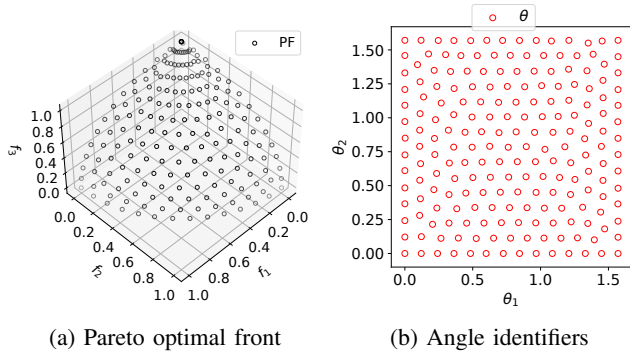 PF
1.0
0.8
0.6
0.4
0.2
0.0
f₃
0.0
0.2
0.4
0.6
0.8
1.0
f₂
0.0
0.2
0.4
0.6
0.8
1.0
f₁
(a) Pareto optimal front
θ
1.50
1.25
1.00
0.75
0.50
0.25
0.00
θ₂
0.0 0.5 1.0 1.5
θ₁
(b) Angle identifiers